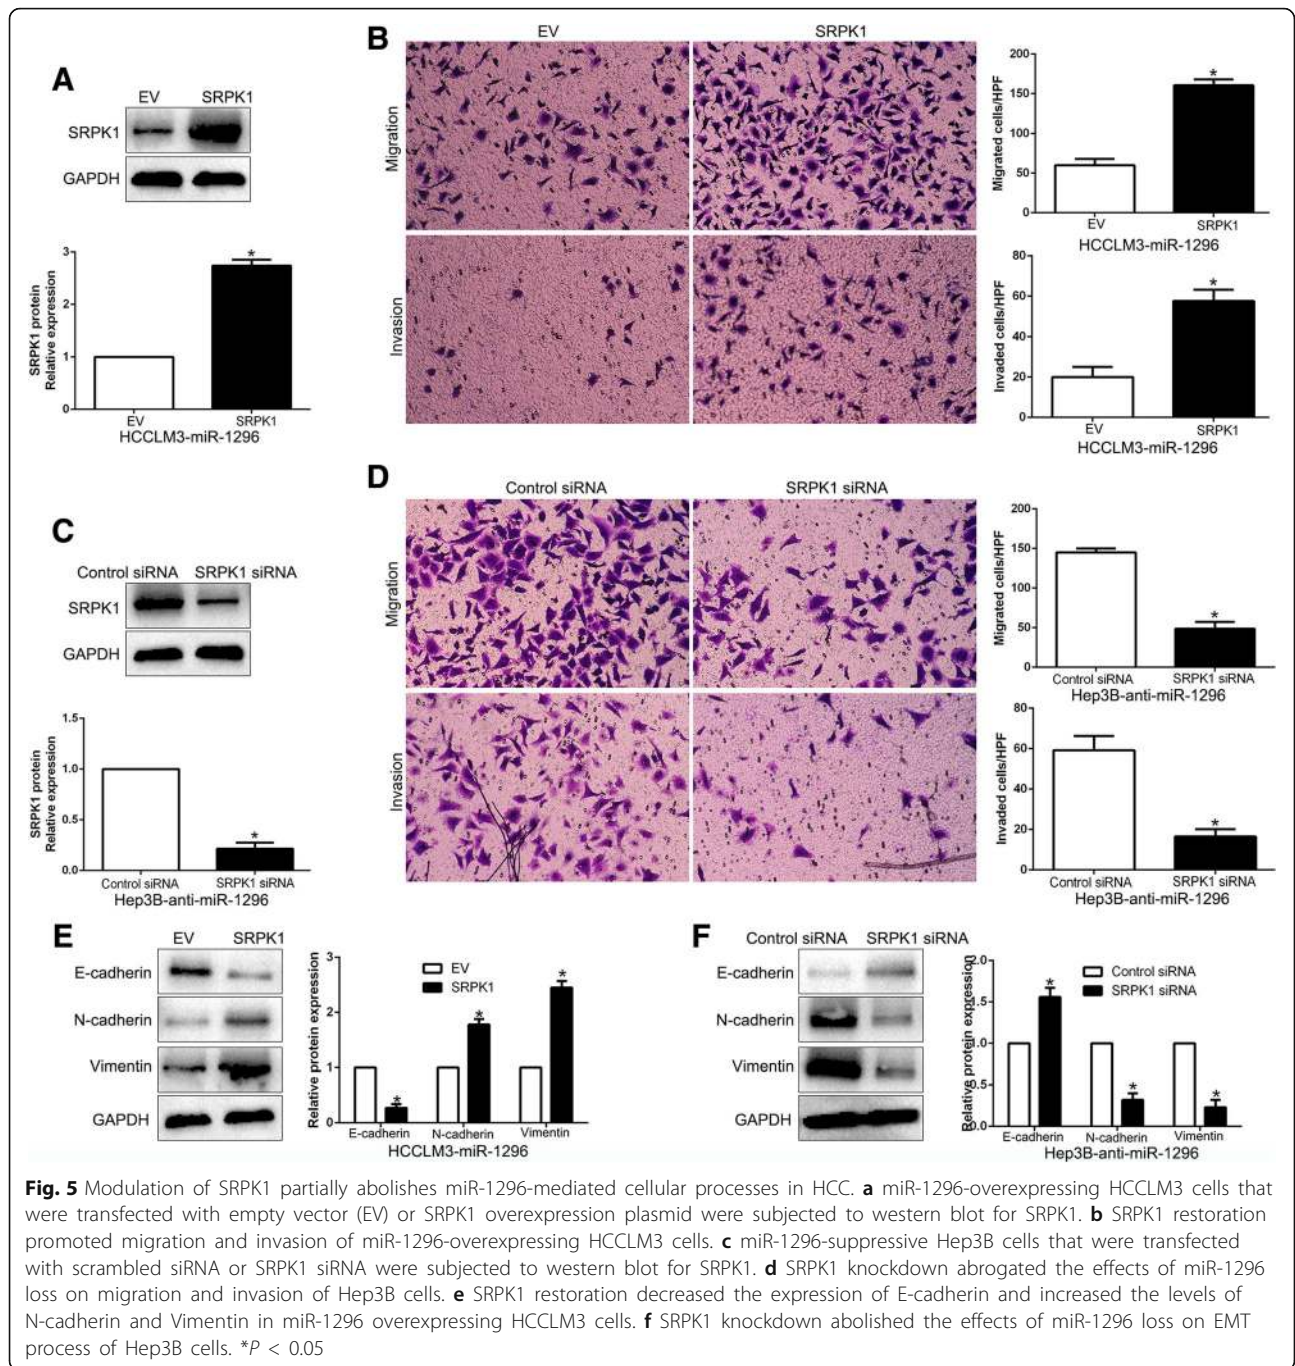 A
EV SRPK1
SRPK1
GAPDH
3
2
1
0
SRPK1 protein
Relative expression
*
EV SRPK1
HCCLM3-miR-1296
B
EV SRPK1
Migration
Invasion
200
150
100
50
0
Migrated cells/HPF
*
EV SRPK1
HCCLM3-miR-1296
80
60
40
20
0
Invaded cells/HPF
*
EV SRPK1
HCCLM3-miR-1296
C
Control siRNA SRPK1 siRNA
SRPK1
GAPDH
1.5
1.0
0.5
0.0
SRPK1 protein
Relative expression
*
Control siRNA SRPK1 siRNA
Hep3B-anti-miR-1296
D
Control siRNA SRPK1 siRNA
Migration
Invasion
200
150
100
50
0
Migrated cells/HPF
*
Control siRNA SRPK1 siRNA
Hep3B-anti-miR-1296
80
60
40
20
0
Invaded cells/HPF
*
Control siRNA SRPK1 siRNA
Hep3B-anti-miR-1296
E
EV SRPK1
E-cadherin
N-cadherin
Vimentin
GAPDH
3
2
1
0
Relative protein expression
EV
SRPK1
* * *
E-cadherin N-cadherin Vimentin
HCCLM3-miR-1296
F
Control siRNA SRPK1 siRNA
E-cadherin
N-cadherin
Vimentin
GAPDH
2.0
1.5
1.0
0.5
0.0
Relative protein expression
Control siRNA
SRPK1 siRNA
* * *
E-cadherin N-cadherin Vimentin
Hep3B-anti-miR-1296
Fig. 5 Modulation of SRPK1 partially abolishes miR-1296-mediated cellular processes in HCC. a miR-1296-overexpressing HCCLM3 cells that
were transfected with empty vector (EV) or SRPK1 overexpression plasmid were subjected to western blot for SRPK1. b SRPK1 restoration
promoted migration and invasion of miR-1296-overexpressing HCCLM3 cells. c miR-1296-suppressive Hep3B cells that were transfected
with scrambled siRNA or SRPK1 siRNA were subjected to western blot for SRPK1. d SRPK1 knockdown abrogated the effects of miR-1296
loss on migration and invasion of Hep3B cells. e SRPK1 restoration decreased the expression of E-cadherin and increased the levels of
N-cadherin and Vimentin in miR-1296 overexpressing HCCLM3 cells. f SRPK1 knockdown abolished the effects of miR-1296 loss on EMT
process of Hep3B cells. *P < 0.05